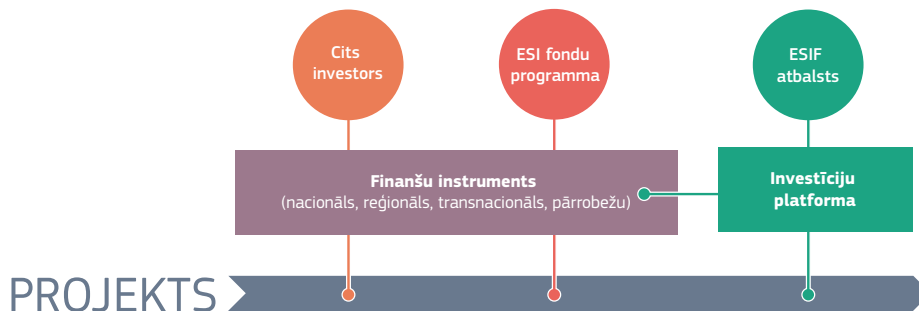 Cits
investors
ESI fondu
programma
ESIF
atbalsts
Finanšu instruments
(nacionāls, reģionāls, transnacionāls, pārrobežu)
Investīciju
platforma
PROJEKTS